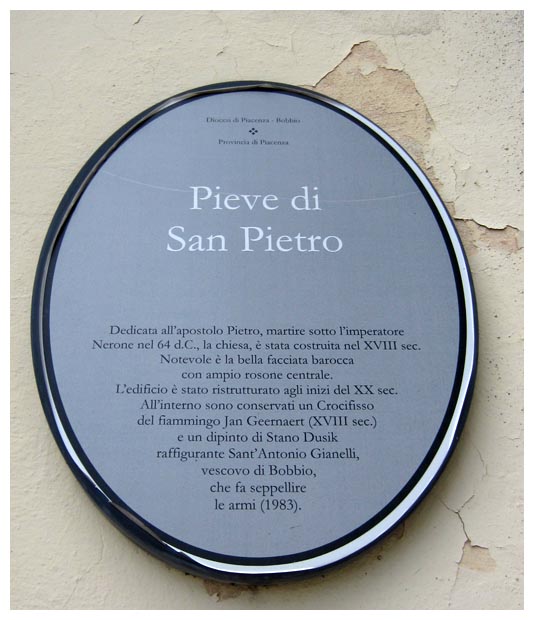 Diocesi di Piacenza - Bobbio
Provincia di Piacenza
Pieve di
San Pietro
Dedicata all'apostolo Pietro, martire sotto l'imperatore
Nerone nel 64 d.C., la chiesa, è stata costruita nel XVIII sec.
Notevole è la bella facciata barocca
con ampio rosone centrale.
L'edificio è stato ristrutturato agli inizi del XX sec.
All'interno sono conservati un Crocifisso
del fiammingo Jan Geernaert (XVIII sec.)
e un dipinto di Stano Dusik
raffigurante Sant'Antonio Gianelli,
vescovo di Bobbio,
che fa seppellire
le armi (1983).